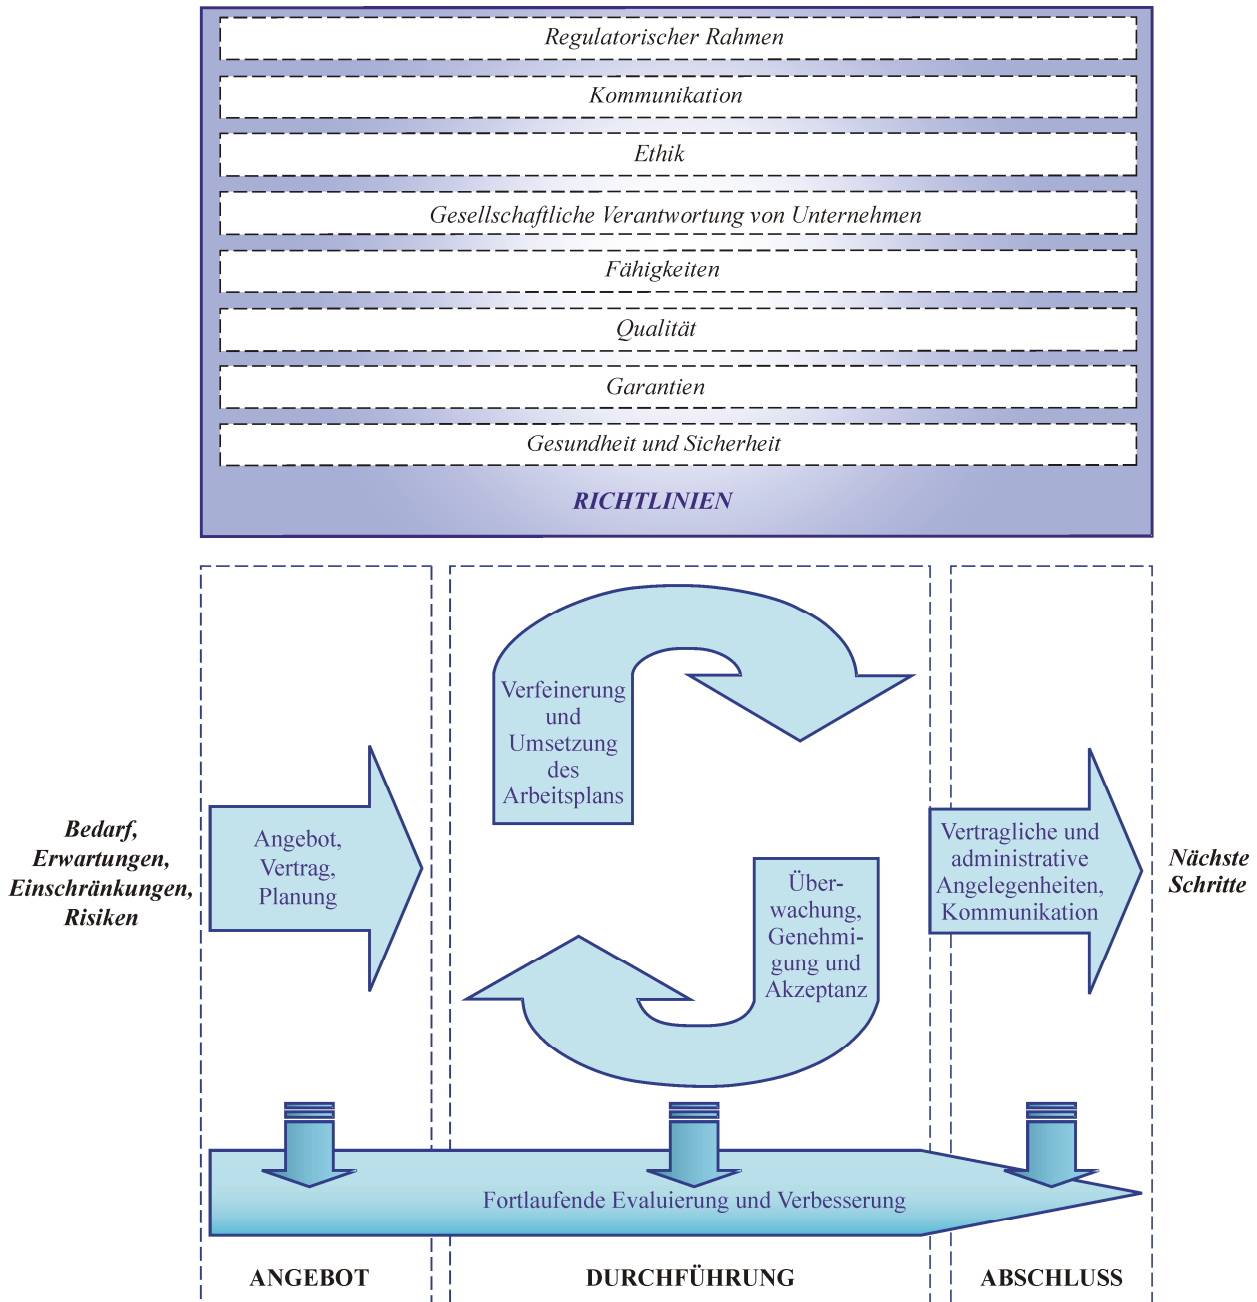 Regulatorischer Rahmen
Kommunikation
Ethik
Gesellschaftliche Verantwortung von Unternehmen
Fähigkeiten
Qualität
Garantien
Gesundheit und Sicherheit
RICHTLINIEN
Bedarf,
Erwartungen,
Einschränkungen,
Risiken
Angebot,
Vertrag,
Planung
Verfeinerung
und
Umsetzung
des
Arbeitsplans
Über-
wachung,
Genehmi-
gung und
Akzeptanz
Vertragliche und
administrative
Angelegenheiten,
Kommunikation
Nächste
Schritte
Fortlaufende Evaluierung und Verbesserung
ANGEBOT
DURCHFÜHRUNG
ABSCHLUSS